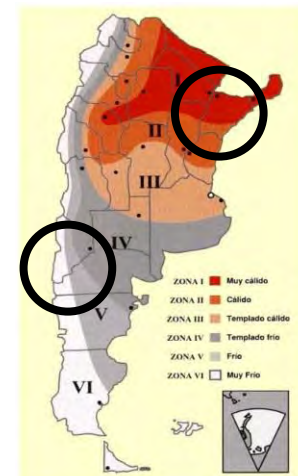 I
II
III
IV
V
VI
ZONA I Muy cálido
ZONA II Cálido
ZONA III Templado cálido
ZONA IV Templado frio
ZONA V Frío
ZONA VI Muy Frío